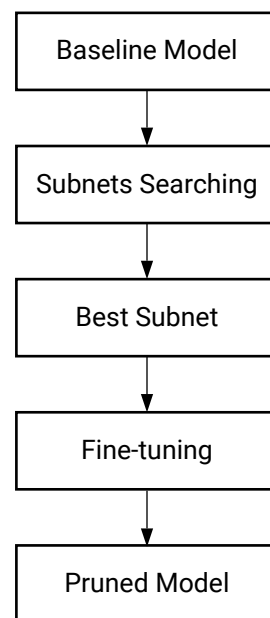 Baseline Model
Subnets Searching
Best Subnet
Fine-tuning
Pruned Model